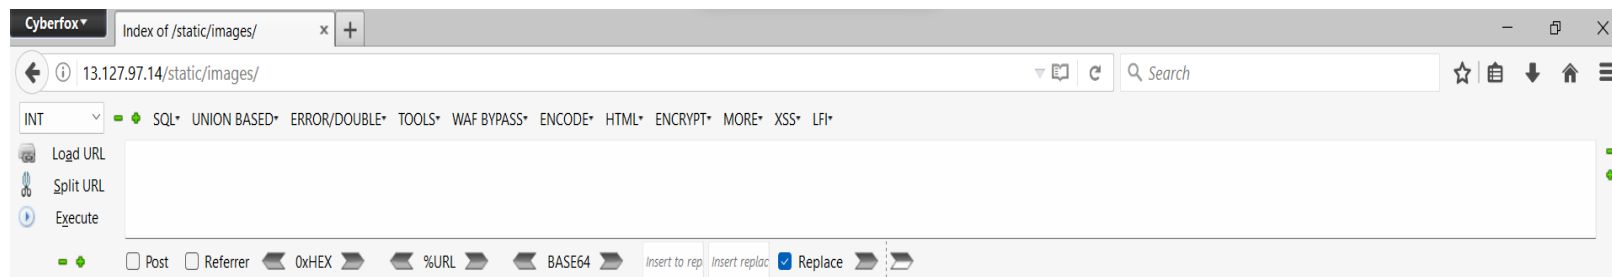 Cyberfox
Index of /static/images/
13.127.97.14/static/images/
Search
INT SQL UNION BASED ERROR/DOUBLE TOOLS WAF BYPASS ENCODE HTML ENCRYPT MORE XSS LFI
Load URL
Split URL
Execute
Post Referrer 0xHEX %URL BASE64 Insert to rep Insert replac Replace